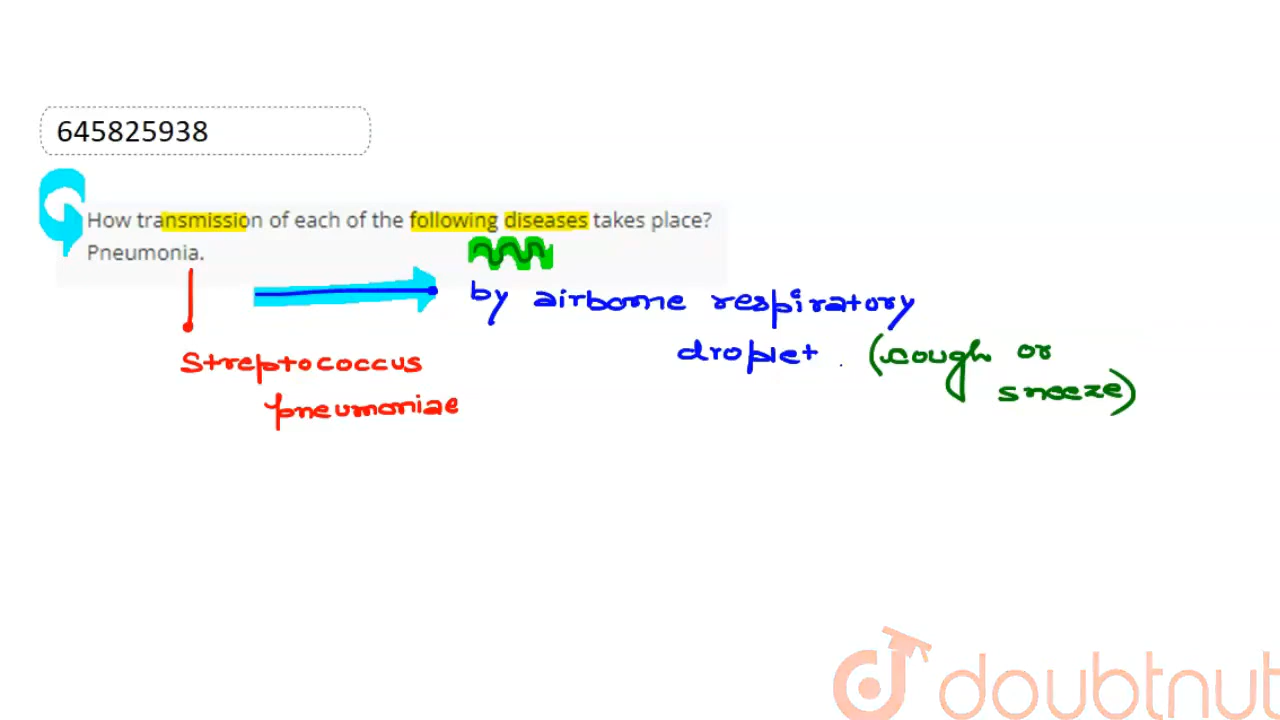 645825938
How transmission of each of the following diseases takes place?
Pneumonia.
by airborne respiratory
droplet. (cough or
sneeze)
Streptococcus
pneumoniae
doubtnut